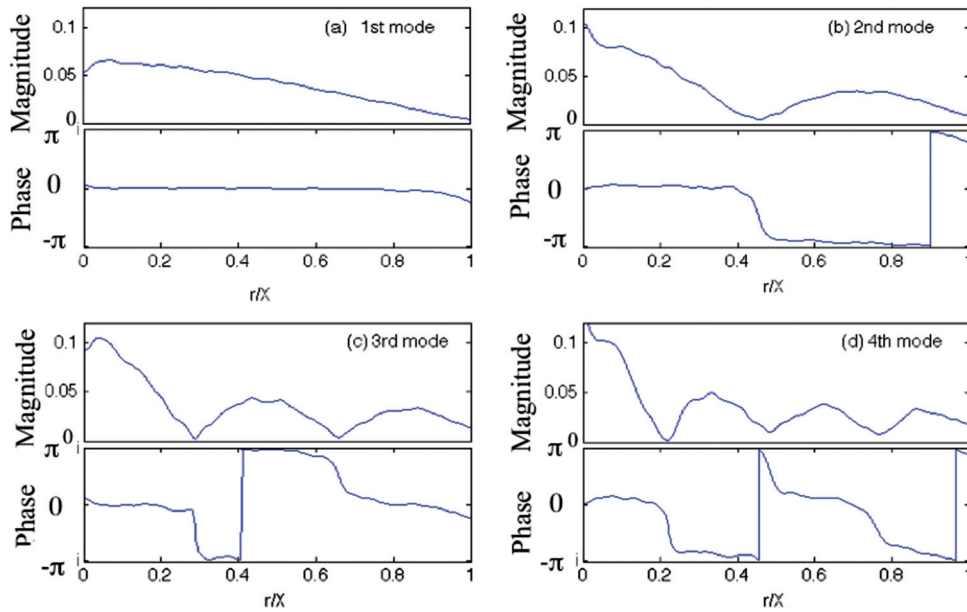 (a) 1st mode
Magnitude
0.1
0.05
0
Phase
π
0
-π
0 0.2 0.4 0.6 0.8 1
r/X
(b) 2nd mode
Magnitude
0.1
0.05
0
Phase
π
0
-π
0 0.2 0.4 0.6 0.8 1
r/X
(c) 3rd mode
Magnitude
0.1
0.05
0
Phase
π
0
-π
0 0.2 0.4 0.6 0.8 1
r/X
(d) 4th mode
Magnitude
0.1
0.05
0
Phase
π
0
-π
0 0.2 0.4 0.6 0.8 1
r/X